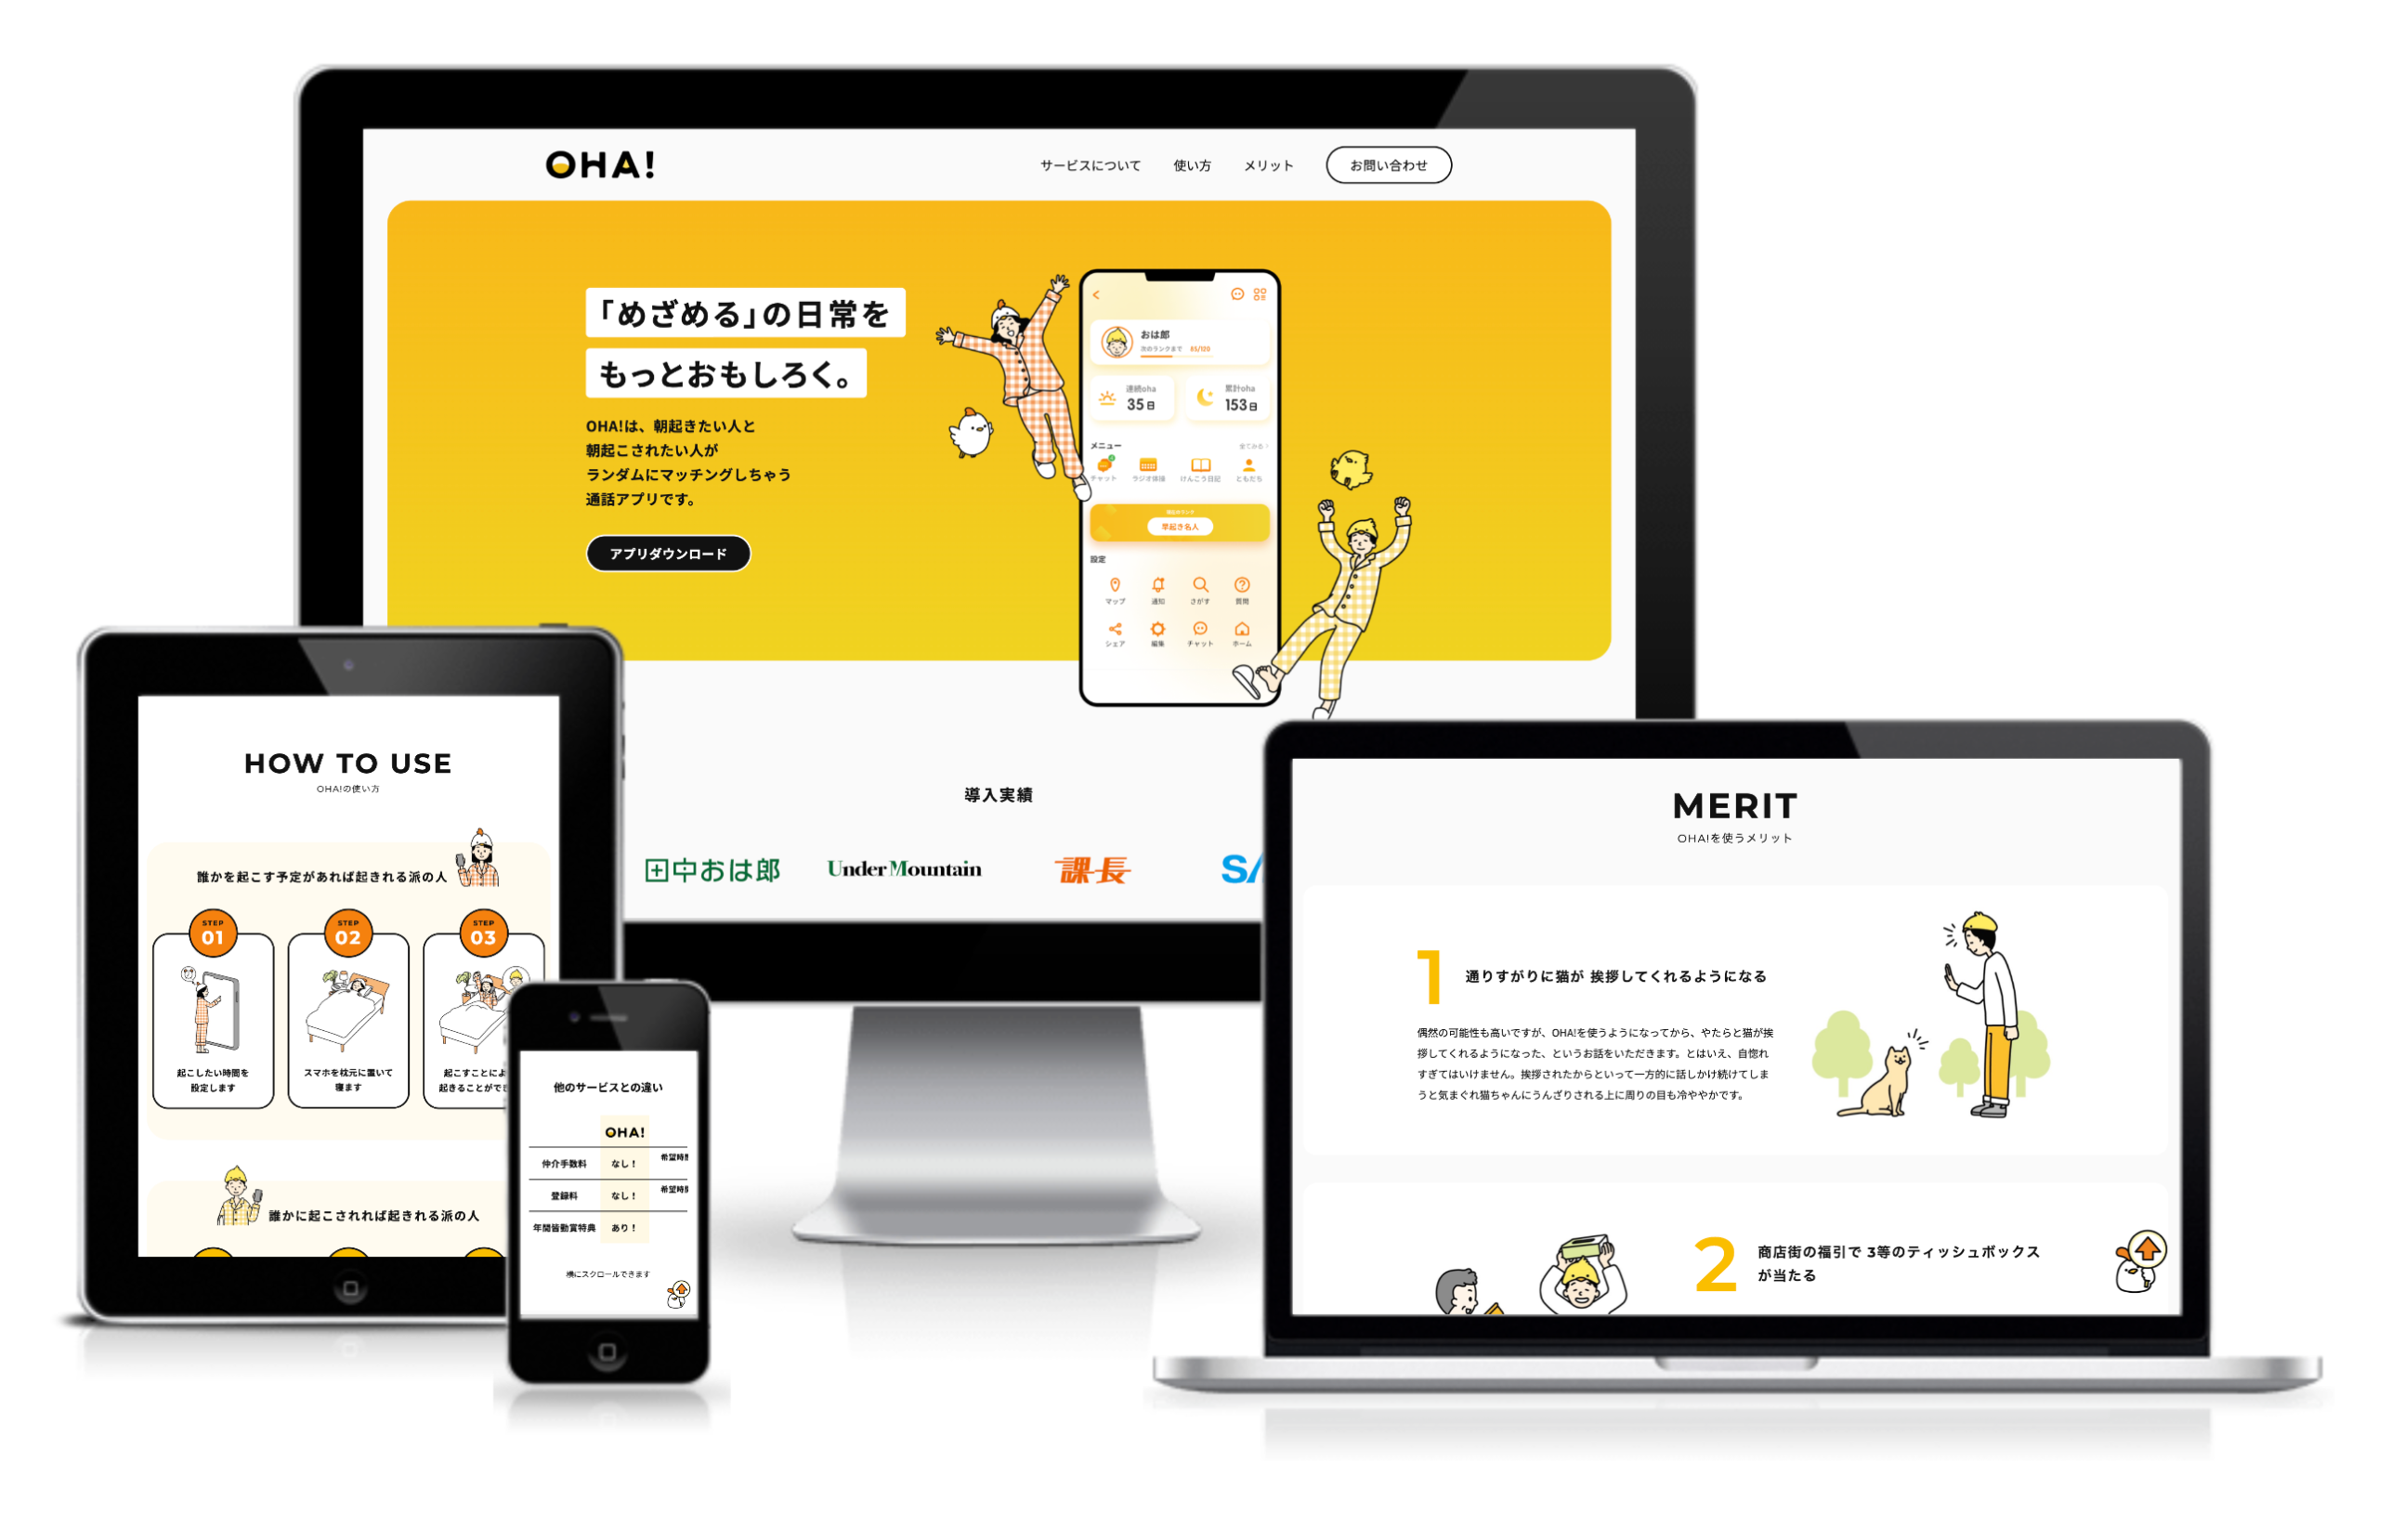 OHA!
サービスについて
使い方
メリット
お問い合わせ
「めざめる」の日常を
もっとおもしろく。
OHA!は、朝起きたい人と
朝起こされたい人が
ランダムにマッチングしちゃう
通話アプリです。
アプリダウンロード
おは郎
次のランクまで 85/120
連続oha
35日
累計oha
153日
メニュー
全てみる
チャット
ラジオ体操
けんこう日記
ともだち
早起き名人
設定
マップ
通知
さがす
質問
シェア
編集
チャット
ホーム
導入実績
田中おは郎
Under Mountain
課長
HOW TO USE
OHA!の使い方
誰かを起こす予定があれば起きれる派の人
STEP
01
起こしたい時間を
設定します
STEP
02
スマホを枕元に置いて
寝ます
STEP
03
起こすことによ
起きることがで
誰かに起こされれば起きれる派の人
他のサービスとの違い
OHA!
仲介手数料
なし！
希望時
登録料
なし！
希望時
年間皆勤賞特典
あり！
横にスクロールできます
MERIT
OHA!を使うメリット
1
通りすがりに猫が 挨拶してくれるようになる
偶然の可能性も高いですが、OHA!を使うようになってから、やたらと猫が挨
拶してくれるようになった、というお話をいただきます。とはいえ、自惚れ
すぎてはいけません。挨拶されたからといって一方的に話しかけ続けてしま
うと気まぐれ猫ちゃんにうんざりされる上に周りの目も冷ややかです。
2
商店街の福引で 3等のティッシュボックス
が当たる